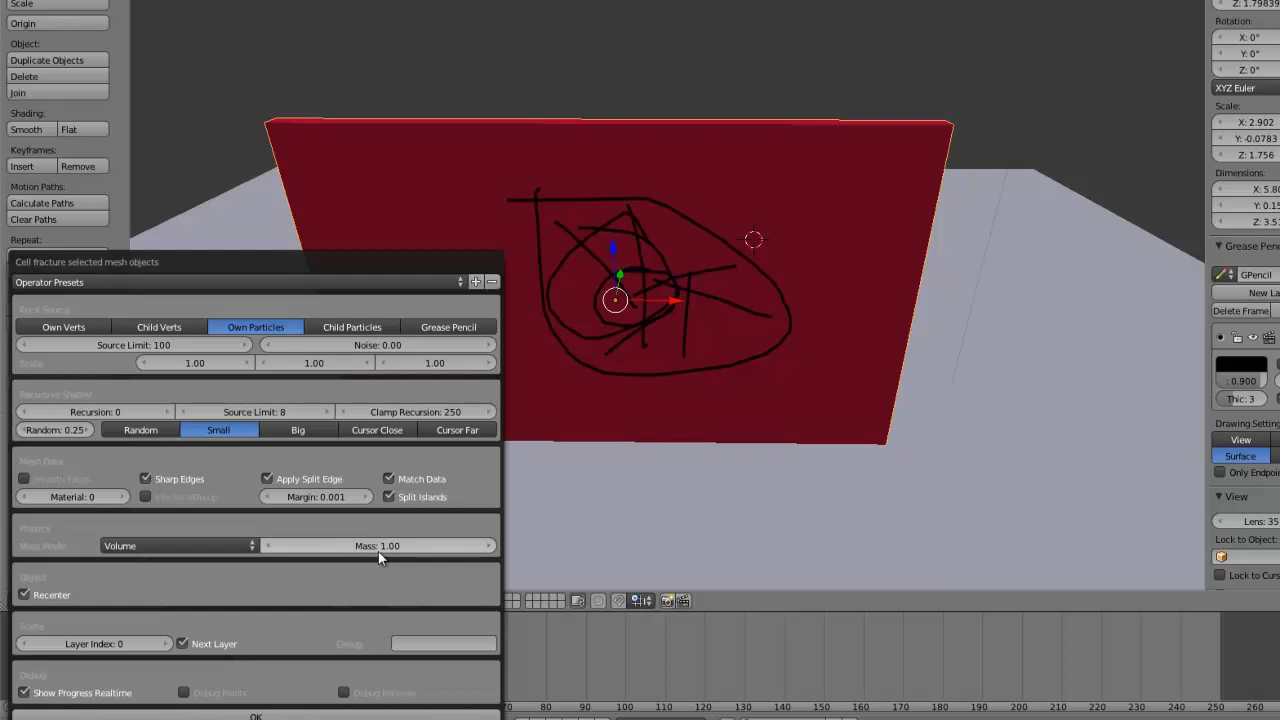 Scale
Origin
Object:
Duplicate Objects
Delete
Join
Shading:
Smooth Flat
Keyframes:
Insert Remove
Motion Paths:
Calculate Paths
Clear Paths
Repeat:
Cell fracture selected mesh objects
Operator Presets
Point Source
Own Verts Child Verts Own Particles Child Particles Grease Pencil
Source Limit: 100 Noise: 0.00
Scale: 1.00 1.00 1.00
Recursive Shatter
Recursion: 0 Source Limit: 8 Clamp Recursion: 250
Random: 0.25 Random Small Big Cursor Close Cursor Far
Mesh Data
Smooth Faces Sharp Edges Apply Split Edge Match Data
Material: 0 Interior VGroup Margin: 0.001 Split Islands
Physics
Mass Mode Volume Mass: 1.00
Object
Recenter
Scene
Layer Index: 0 Next Layer Group
Debug
Show Progress Realtime Debug Points
OK
Z: 1.79839
Rotation:
X: 0°
Y: 0°
Z: 0°
XYZ Euler
Scale:
X: 2.902
Y: -0.0783
Z: 1.756
Dimensions:
X: 5.80
Y: 0.15
Z: 3.51
Grease Penc
GPencil
New La
Delete Frame
: 0.900
Thic: 3
Drawing Setting
View
Surface
Only Endpoin
View
Lens: 35
Lock to Object:
Lock to Curs
70 80 90 100 110 120 130 140 150 160 170 180 190 200 210 220 230 240 250 260